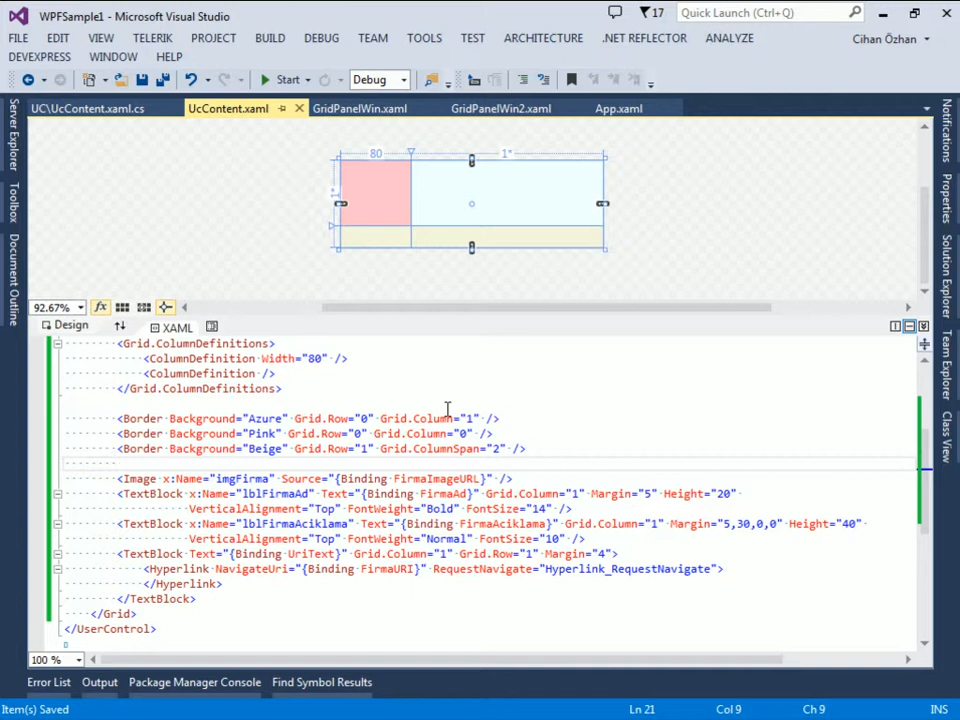 WPFSample1 - Microsoft Visual Studio
17
Quick Launch (Ctrl+Q)
FILE EDIT VIEW TELERIK PROJECT BUILD DEBUG TEAM TOOLS TEST ARCHITECTURE .NET REFLECTOR ANALYZE
Cihan Özhan
DEVEXPRESS WINDOW HELP
Start
Debug
UC\UcContent.xaml.cs
UcContent.xaml
GridPanelWin.xaml
GridPanelWin2.xaml
App.xaml
Server Explorer
Toolbox
Document Outline
Notifications
Properties
Solution Explorer
Team Explorer
Class View
80
1*
1*
92.67%
fx
Design
XAML
<Grid.ColumnDefinitions>
<ColumnDefinition Width="80" />
<ColumnDefinition />
</Grid.ColumnDefinitions>
<Border Background="Azure" Grid.Row="0" Grid.Column="1" />
<Border Background="Pink" Grid.Row="0" Grid.Column="0" />
<Border Background="Beige" Grid.Row="1" Grid.ColumnSpan="2" />
<Image x:Name="imgFirma" Source="{Binding FirmaImageURL}" />
<TextBlock x:Name="lblFirmaAd" Text="{Binding FirmaAd}" Grid.Column="1" Margin="5" Height="20"
VerticalAlignment="Top" FontWeight="Bold" FontSize="14" />
<TextBlock x:Name="lblFirmaAciklama" Text="{Binding FirmaAciklama}" Grid.Column="1" Margin="5,30,0,0" Height="40"
VerticalAlignment="Top" FontWeight="Normal" FontSize="10" />
<TextBlock Text="{Binding UriText}" Grid.Column="1" Grid.Row="1" Margin="4">
<Hyperlink NavigateUri="{Binding FirmaURI}" RequestNavigate="Hyperlink_RequestNavigate">
</Hyperlink>
</TextBlock>
</Grid>
</UserControl>
100 %
Error List Output Package Manager Console Find Symbol Results
Item(s) Saved
Ln 21 Col 9 Ch 9 INS